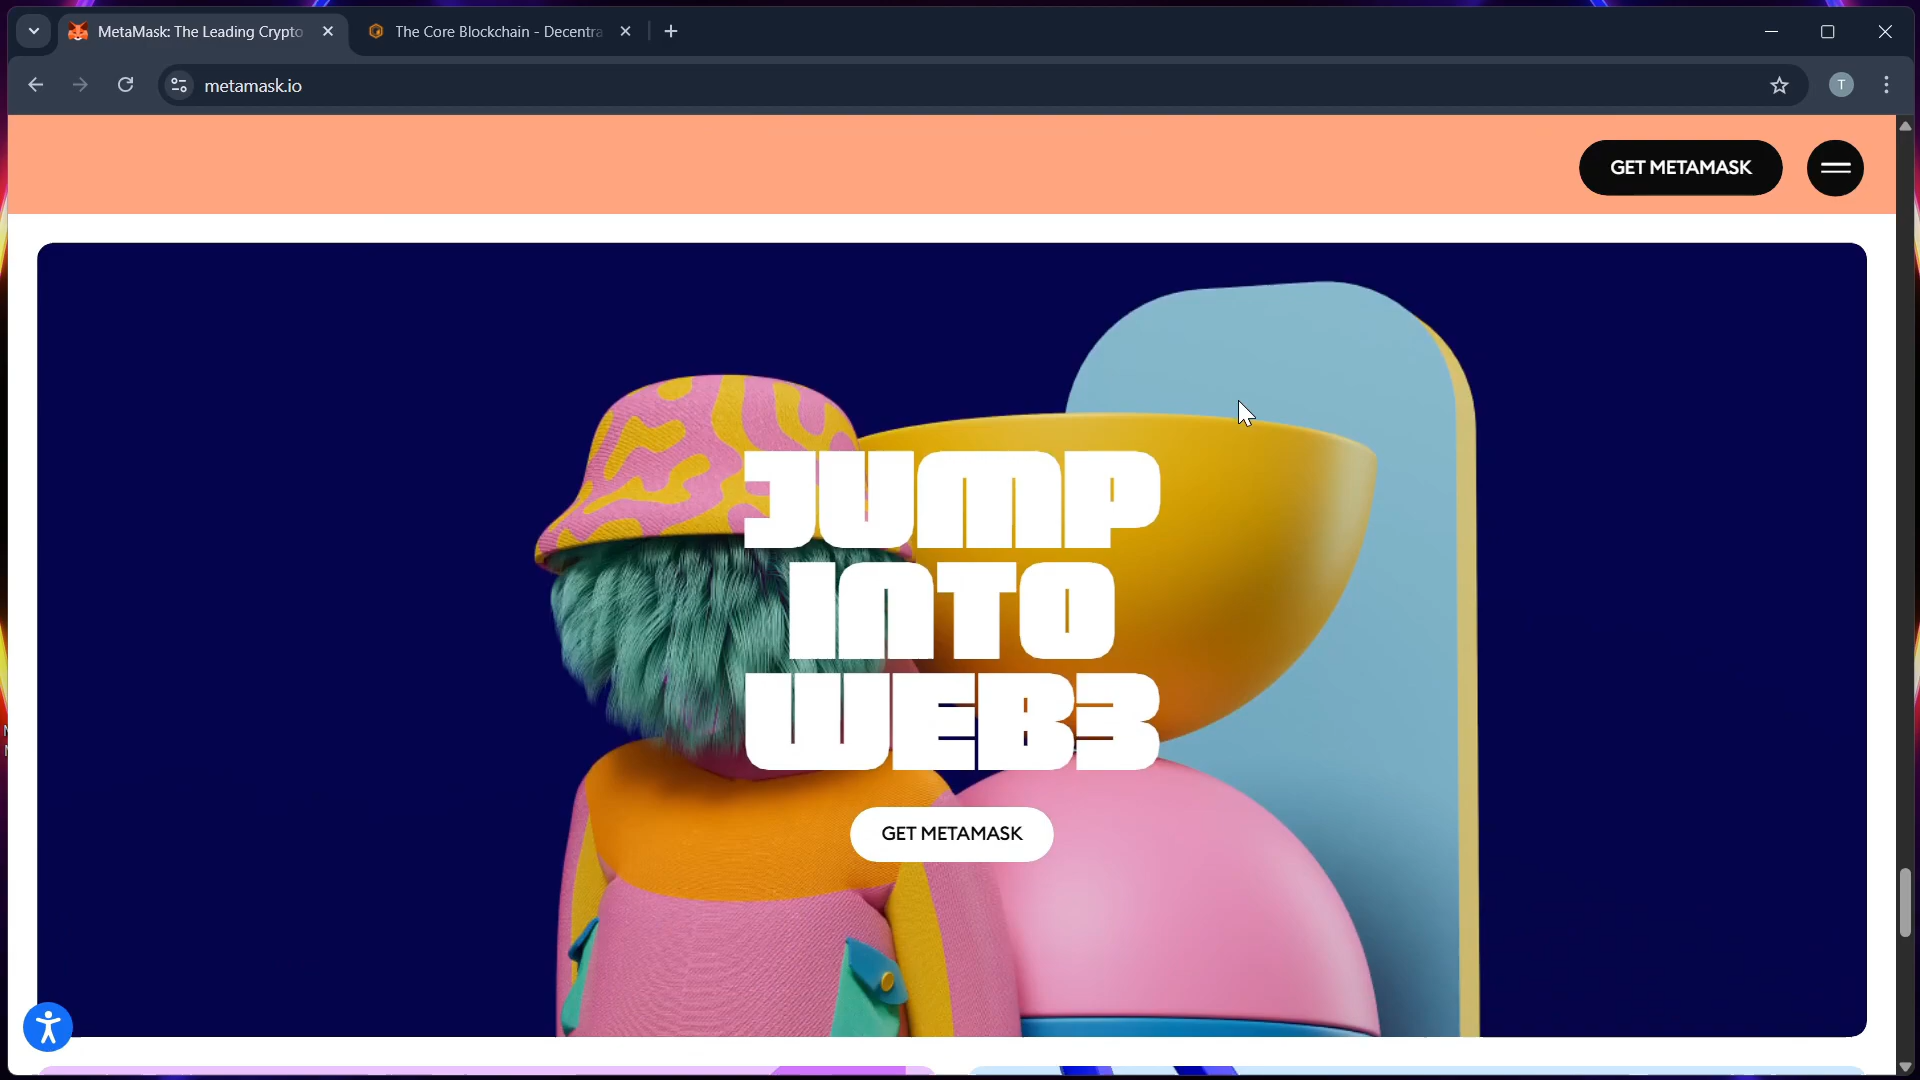 MetaMask: The Leading Crypto
The Core Blockchain - Decentra
metamask.io
T
GET METAMASK
JUMP
INTO
WEB3
GET METAMASK